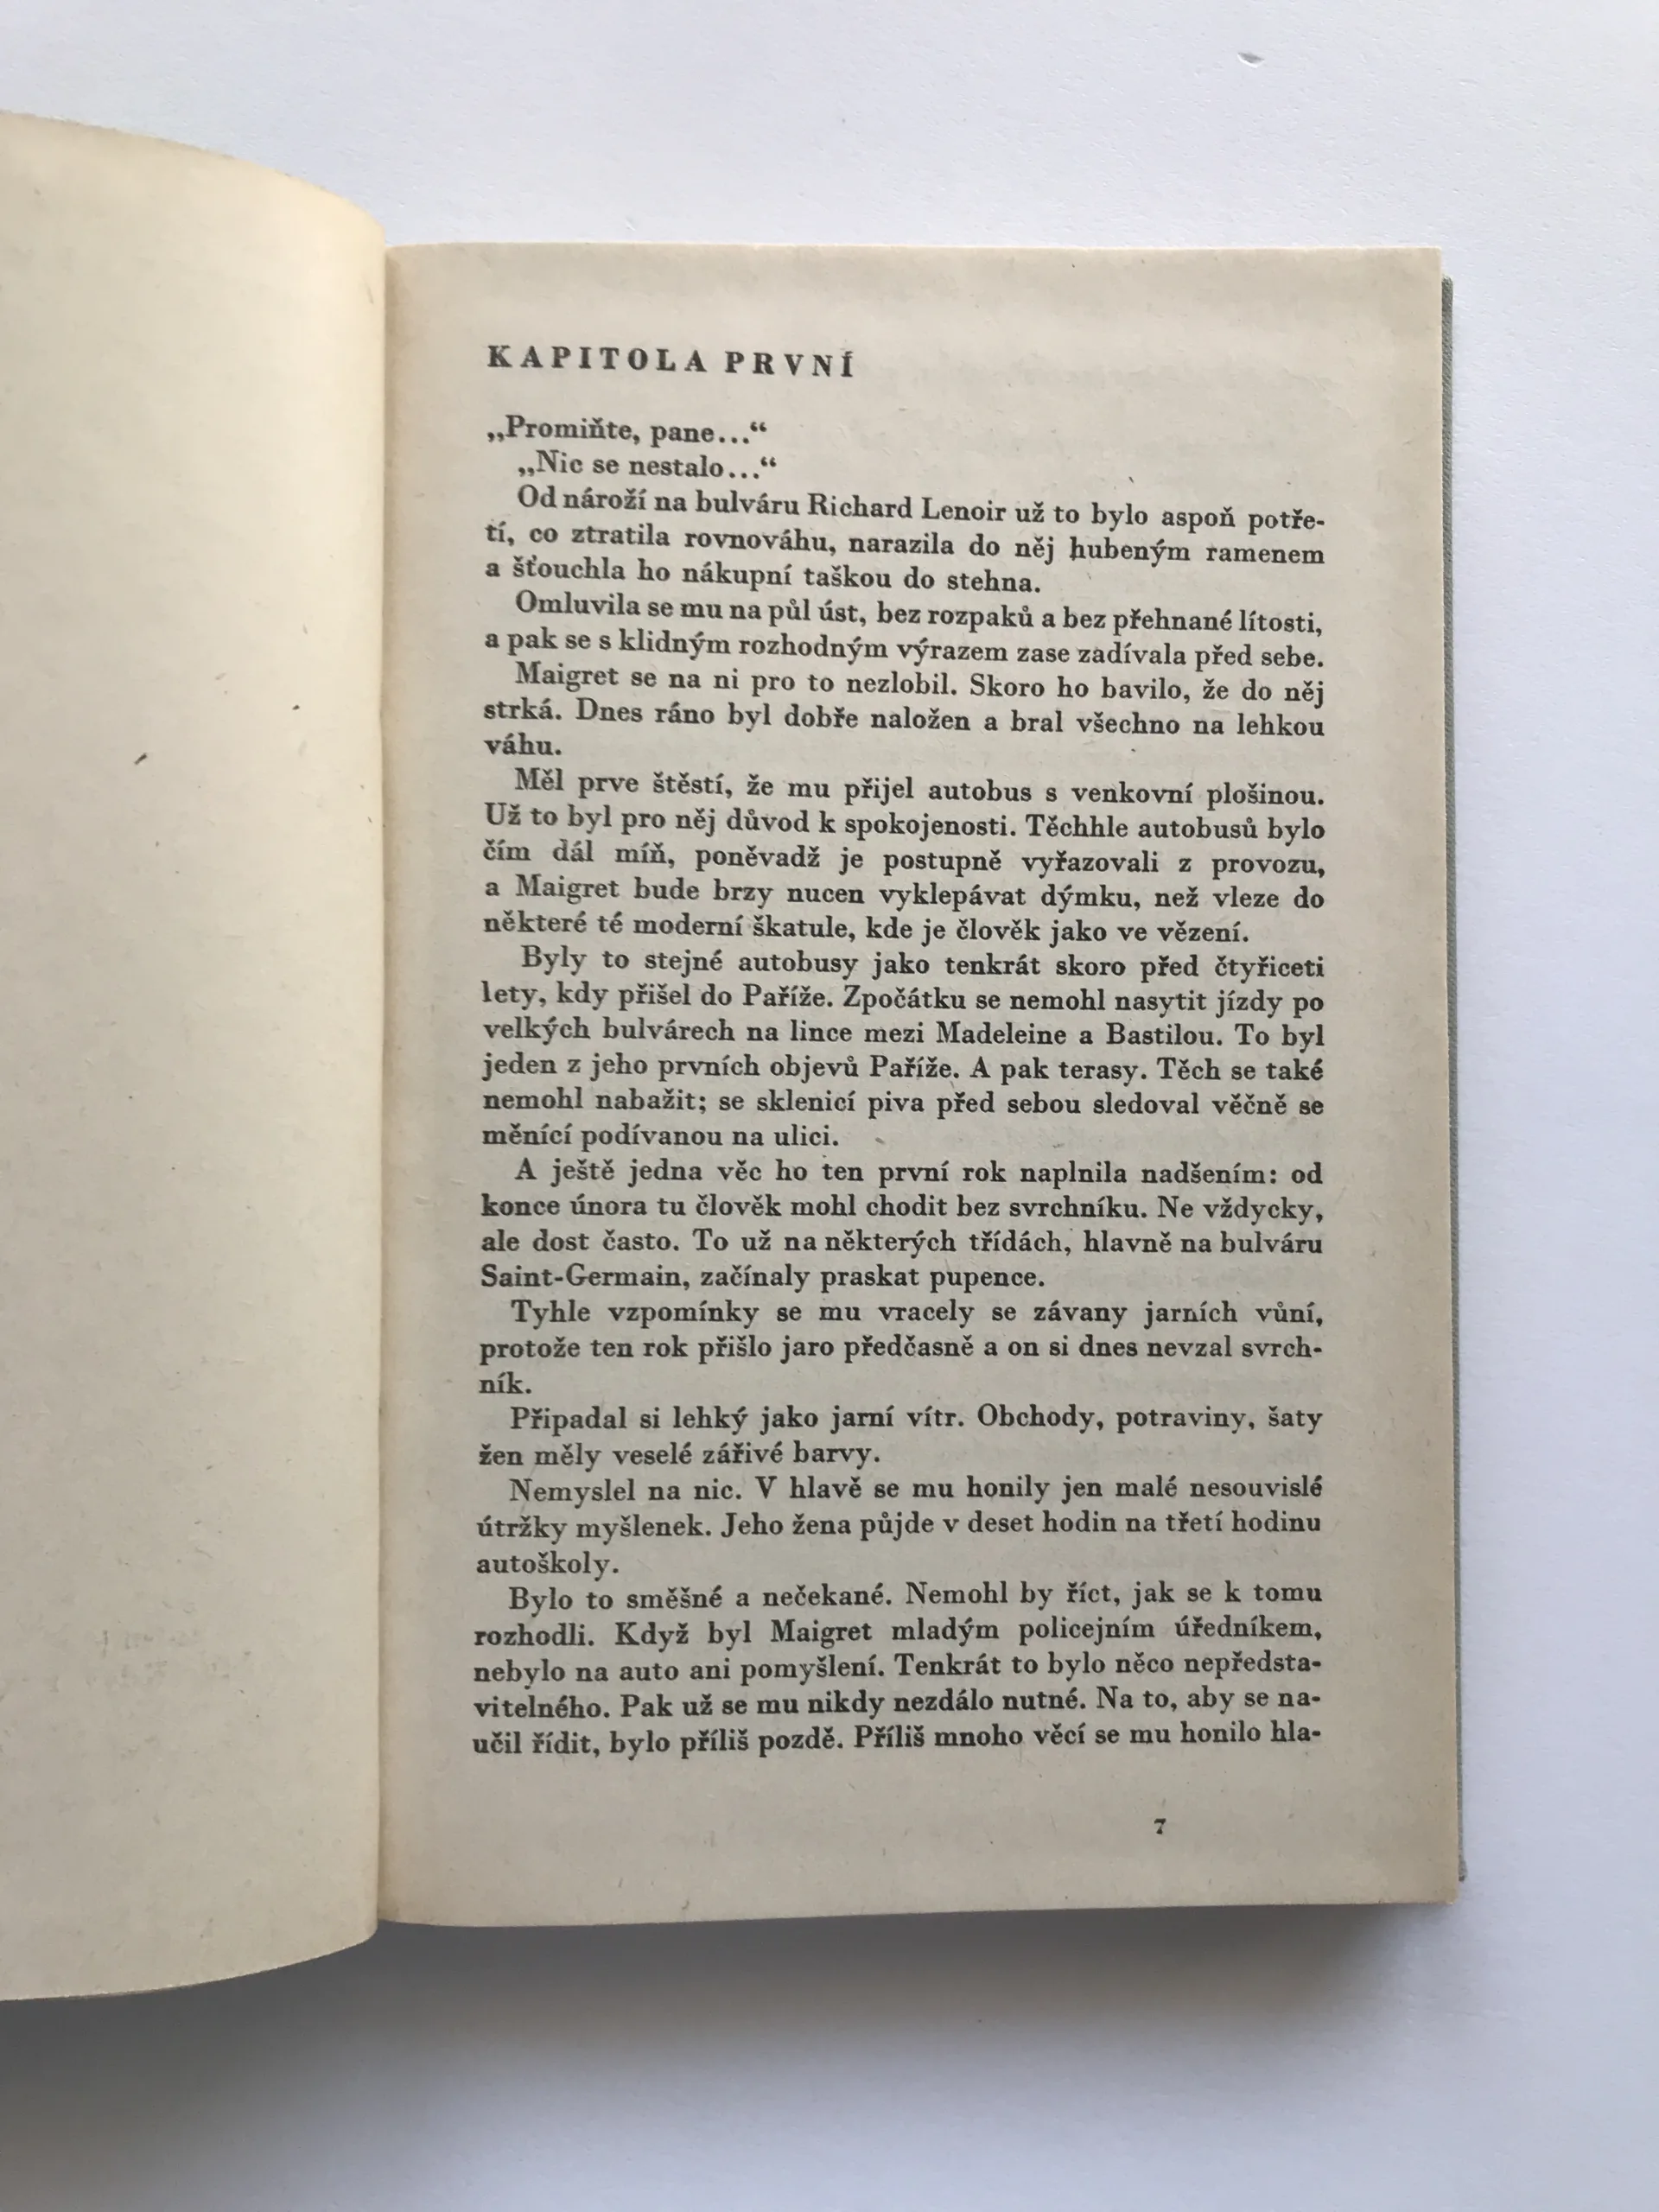 KAPITOLA PRVNÍ
„Promiňte, pane...“
„Nic se nestalo...“
Od nároží na bulváru Richard Lenoir už to bylo aspoň potře-
tí, co ztratila rovnováhu, narazila do něj hubeným ramenem
a šťouchla ho nákupní taškou do stehna.
Omluvila se mu na půl úst, bez rozpaků a bez přehnané lítosti,
a pak se s klidným rozhodným výrazem zase zadívala před sebe.
Maigret se na ni pro to nezlobil. Skoro ho bavilo, že do něj
strká. Dnes ráno byl dobře naložen a bral všechno na lehkou
váhu.
Měl prve štěstí, že mu přijel autobus s venkovní plošinou.
Už to byl pro něj důvod k spokojenosti. Těchhle autobusů bylo
čím dál míň, poněvadž je postupně vyřazovali z provozu,
a Maigret bude brzy nucen vyklepávat dýmku, než vleze do
některé té moderní škatule, kde je člověk jako ve vězení.
Byly to stejné autobusy jako tenkrát skoro před čtyřiceti
lety, kdy přišel do Paříže. Zpočátku se nemohl nasytit jízdy po
velkých bulvárech na lince mezi Madeleine a Bastilou. To byl
jeden z jeho prvních objevů Paříže. A pak terasy. Těch se také
nemohl nabažit; se sklenicí piva před sebou sledoval věčně se
měnící podívanou na ulici.
A ještě jedna věc ho ten první rok naplnila nadšením: od
konce února tu člověk mohl chodit bez svrchníku. Ne vždycky,
ale dost často. To už na některých třídách, hlavně na bulváru
Saint-Germain, začínaly praskat pupence.
Tyhle vzpomínky se mu vracely se závany jarních vůní,
protože ten rok přišlo jaro předčasně a on si dnes nevzal svrch-
ník.
Připadal si lehký jako jarní vítr. Obchody, potraviny, šaty
žen měly veselé zářivé barvy.
Nemyslel na nic. V hlavě se mu honily jen malé nesouvislé
útržky myšlenek. Jeho žena půjde v deset hodin na třetí hodinu
autoškoly.
Bylo to směšné a nečekané. Nemohl by říct, jak se k tomu
rozhodli. Když byl Maigret mladým policejním úředníkem,
nebylo na auto ani pomyšlení. Tenkrát to bylo něco nepředsta-
vitelného. Pak už se mu nikdy nezdálo nutné. Na to, aby se na-
učil řídit, bylo příliš pozdě. Příliš mnoho věcí se mu honilo hla-
7